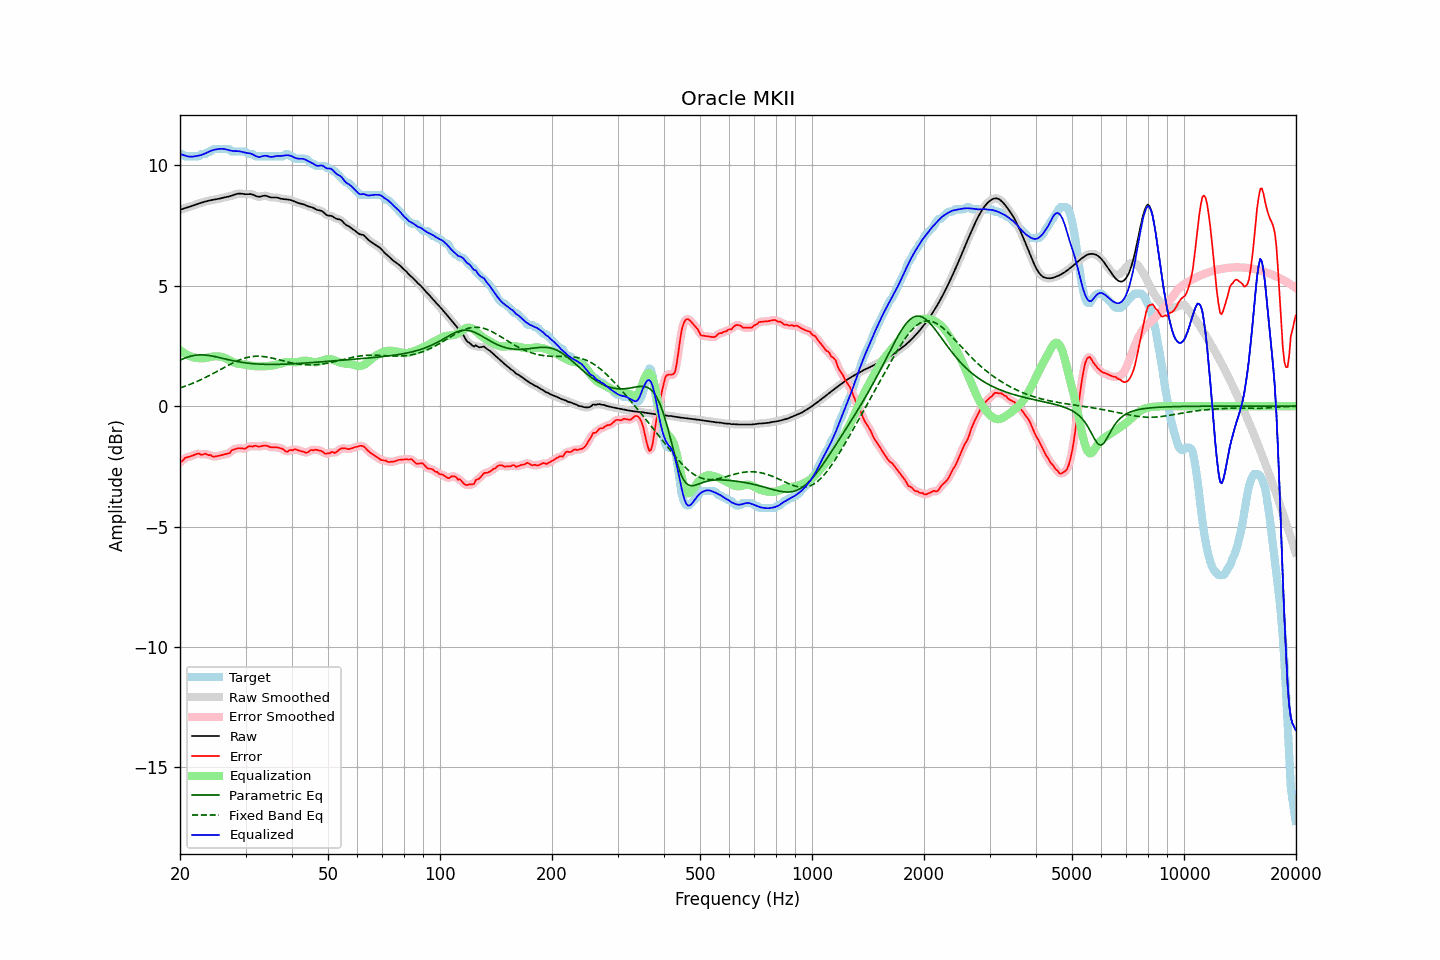 Oracle MKII
Amplitude (dBr)
10
5
0
−5
−10
−15
Target
Raw Smoothed
Error Smoothed
Raw
Error
Equalization
Parametric Eq
Fixed Band Eq
Equalized
20 50 100 200 500 1000 2000 5000 10000 20000
Frequency (Hz)